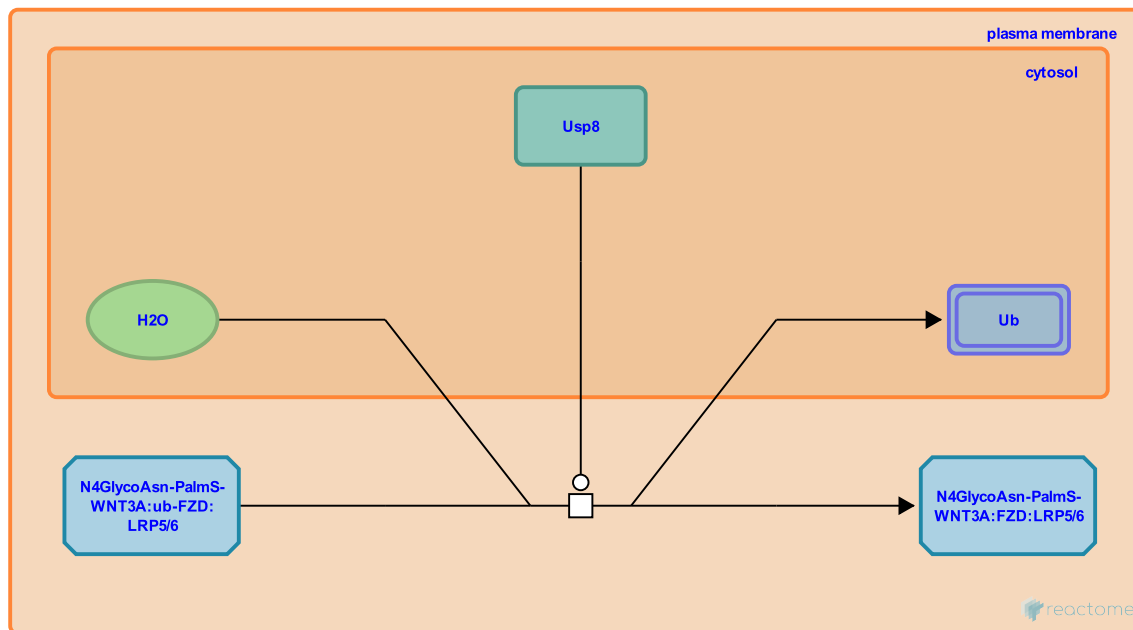 plasma membrane
cytosol
Usp8
H2O
Ub
N4GlycoAsn-PalmS-
WNT3A:ub-FZD:
LRP5/6
N4GlycoAsn-PalmS-
WNT3A:FZD:LRP5/6
reactome